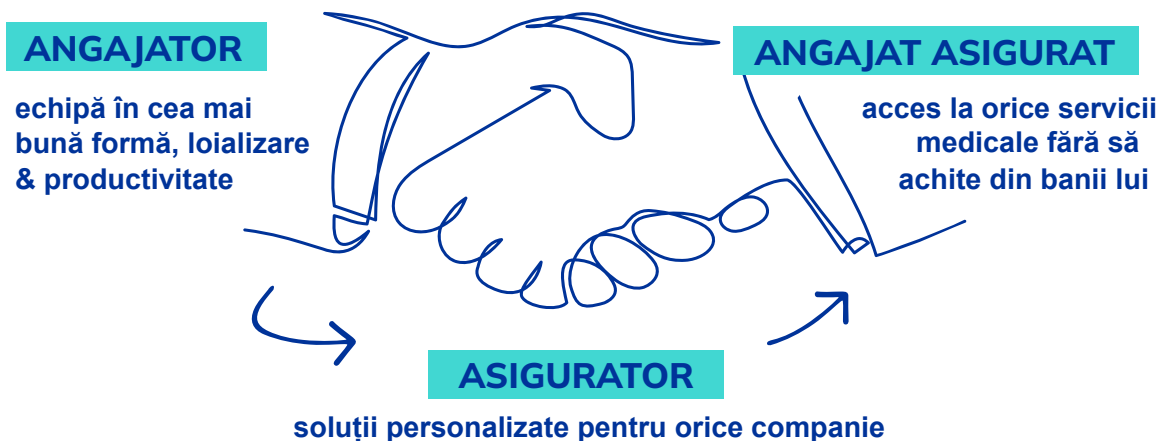 ANGAJATOR
echipă în cea mai
bună formă, loializare
& productivitate
ANGAJAT ASIGURAT
acces la orice servicii
medicale fără să
achite din banii lui
ASIGURATOR
soluții personalizate pentru orice companie